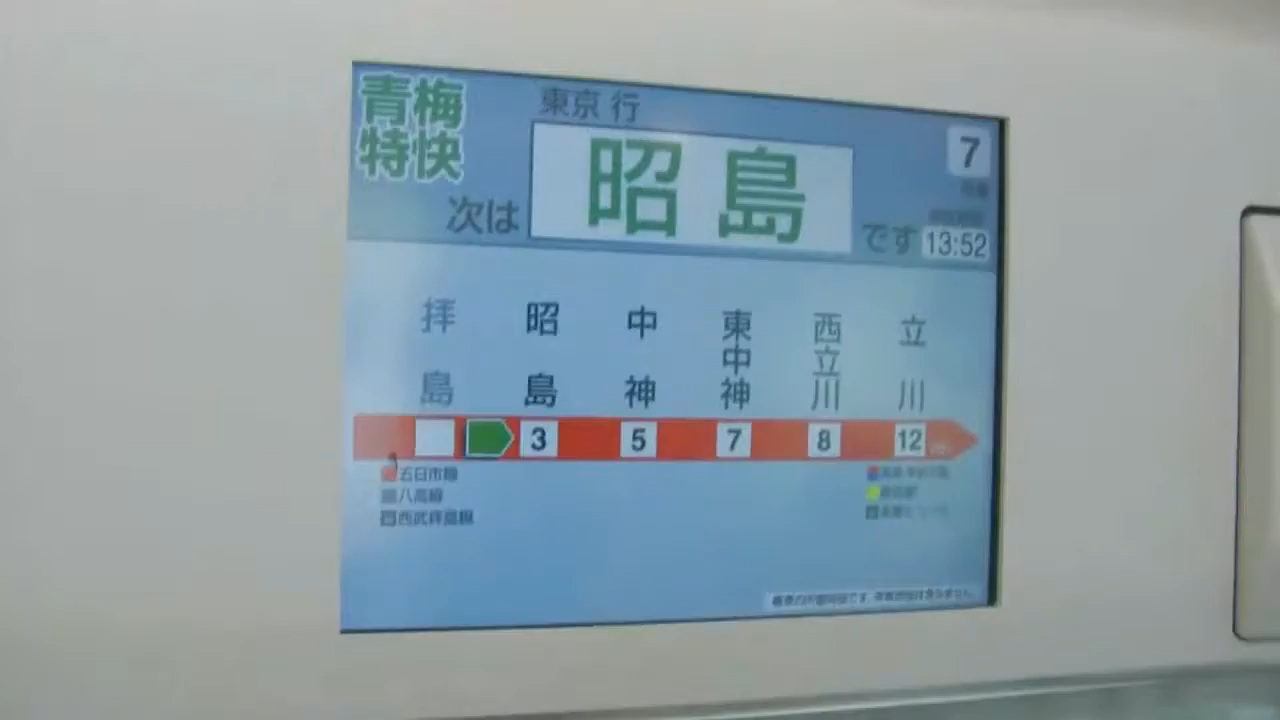 青梅
特快
東京 行
7
次は
昭島
です
13:52
拝島
昭島
中神
東中神
西立川
立川
3 5 7 8 12
五日市線
八高線
西武拝島線